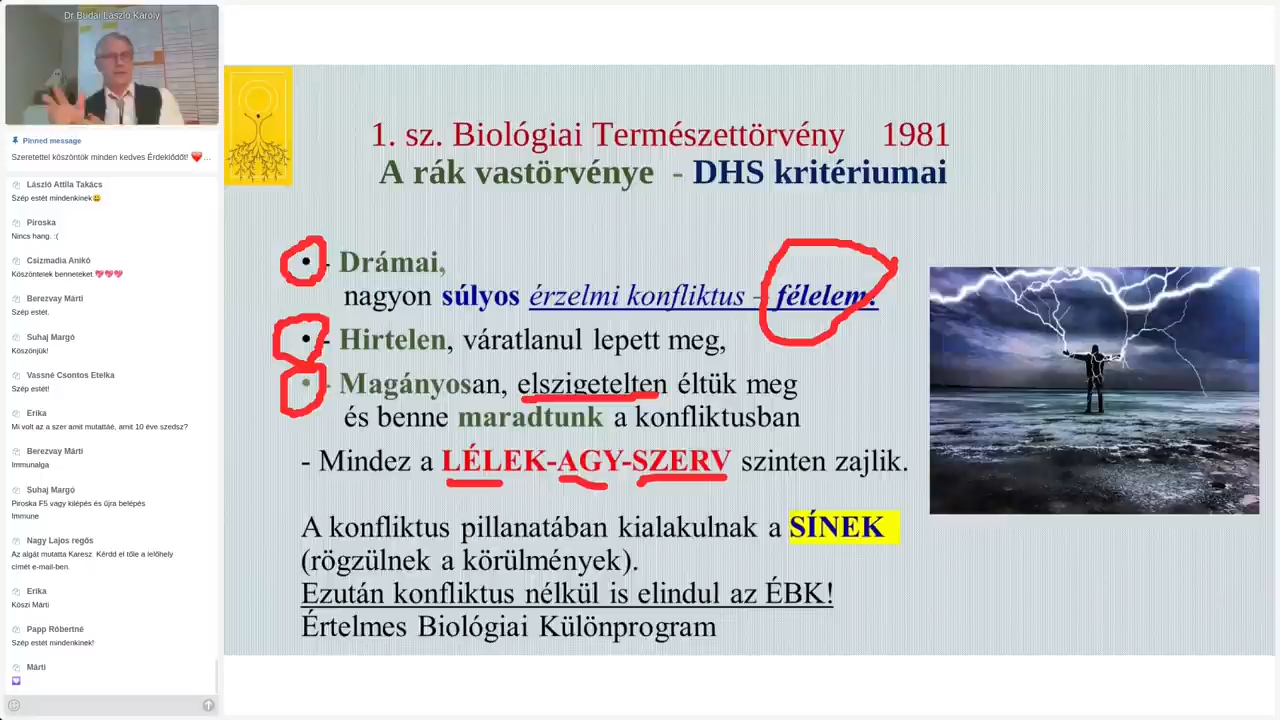 Dr Budai László Károly
Pinned message
Szeretettel köszöntök minden kedves Érdeklődőt! ❤️...
László Attila Takács
Szép estét mindenkinek😀
Piroska
Nincs hang. :(
Csizmadia Anikó
Köszöntelek benneteket.💖💖💖
Berezvay Márti
Szép estét.
Suhaj Margó
Köszönjük!
Vassné Csontos Etelka
Szép estét!
Erika
Mi volt az a szer amit mutattáé, amit 10 éve szedsz?
Berezvay Márti
Immunalga
Suhaj Margó
Piroska F5 vagy kilépés és újra belépés
Immune
Nagy Lajos regős
Az algát mutatta Karesz. Kérdd el tőle a lelőhely
címét e-mail-ben.
Erika
Köszi Márti
Papp Róbertné
Szép estét mindenkinek!
Márti
💟
1. sz. Biológiai Természettörvény 1981
A rák vastörvénye - DHS kritériumai
• - Drámai,
nagyon súlyos érzelmi konfliktus – félelem!
• - Hirtelen, váratlanul lepett meg,
• - Magányosan, elszigetelten éltük meg
és benne maradtunk a konfliktusban
- Mindez a LÉLEK-AGY-SZERV szinten zajlik.
A konfliktus pillanatában kialakulnak a SÍNEK
(rögzülnek a körülmények).
Ezután konfliktus nélkül is elindul az ÉBK!
Értelmes Biológiai Különprogram